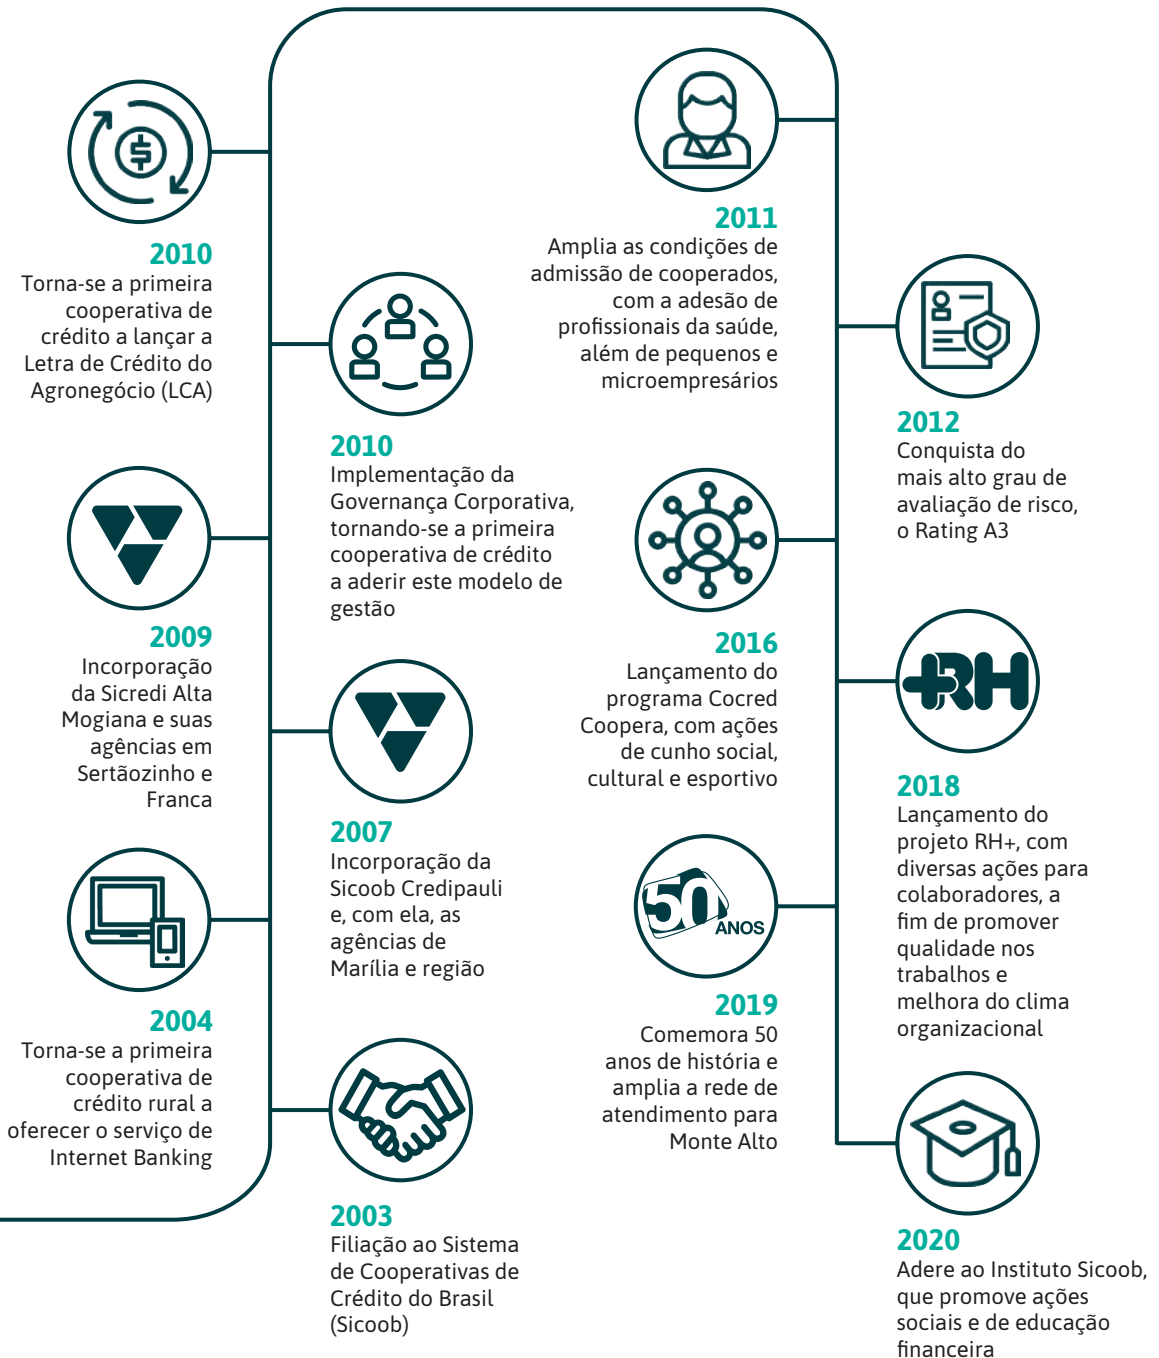 2010
Torna-se a primeira
cooperativa de
crédito a lançar a
Letra de Crédito do
Agronegócio (LCA)
2010
Implementação da
Governança Corporativa,
tornando-se a primeira
cooperativa de crédito
a aderir este modelo de
gestão
2009
Incorporação
da Sicredi Alta
Mogiana e suas
agências em
Sertãozinho e
Franca
2007
Incorporação da
Sicoob Credipauli
e, com ela, as
agências de
Marília e região
2004
Torna-se a primeira
cooperativa de
crédito rural a
oferecer o serviço de
Internet Banking
2003
Filiação ao Sistema
de Cooperativas de
Crédito do Brasil
(Sicoob)
2011
Amplia as condições de
admissão de cooperados,
com a adesão de
profissionais da saúde,
além de pequenos e
microempresários
2012
Conquista do
mais alto grau de
avaliação de risco,
o Rating A3
2016
Lançamento do
programa Cocred
Coopera, com ações
de cunho social,
cultural e esportivo
+RH
2018
Lançamento do
projeto RH+, com
diversas ações para
colaboradores, a
fim de promover
qualidade nos
trabalhos e
melhora do clima
organizacional
50
ANOS
2019
Comemora 50
anos de história e
amplia a rede de
atendimento para
Monte Alto
2020
Adere ao Instituto Sicoob,
que promove ações
sociais e de educação
financeira